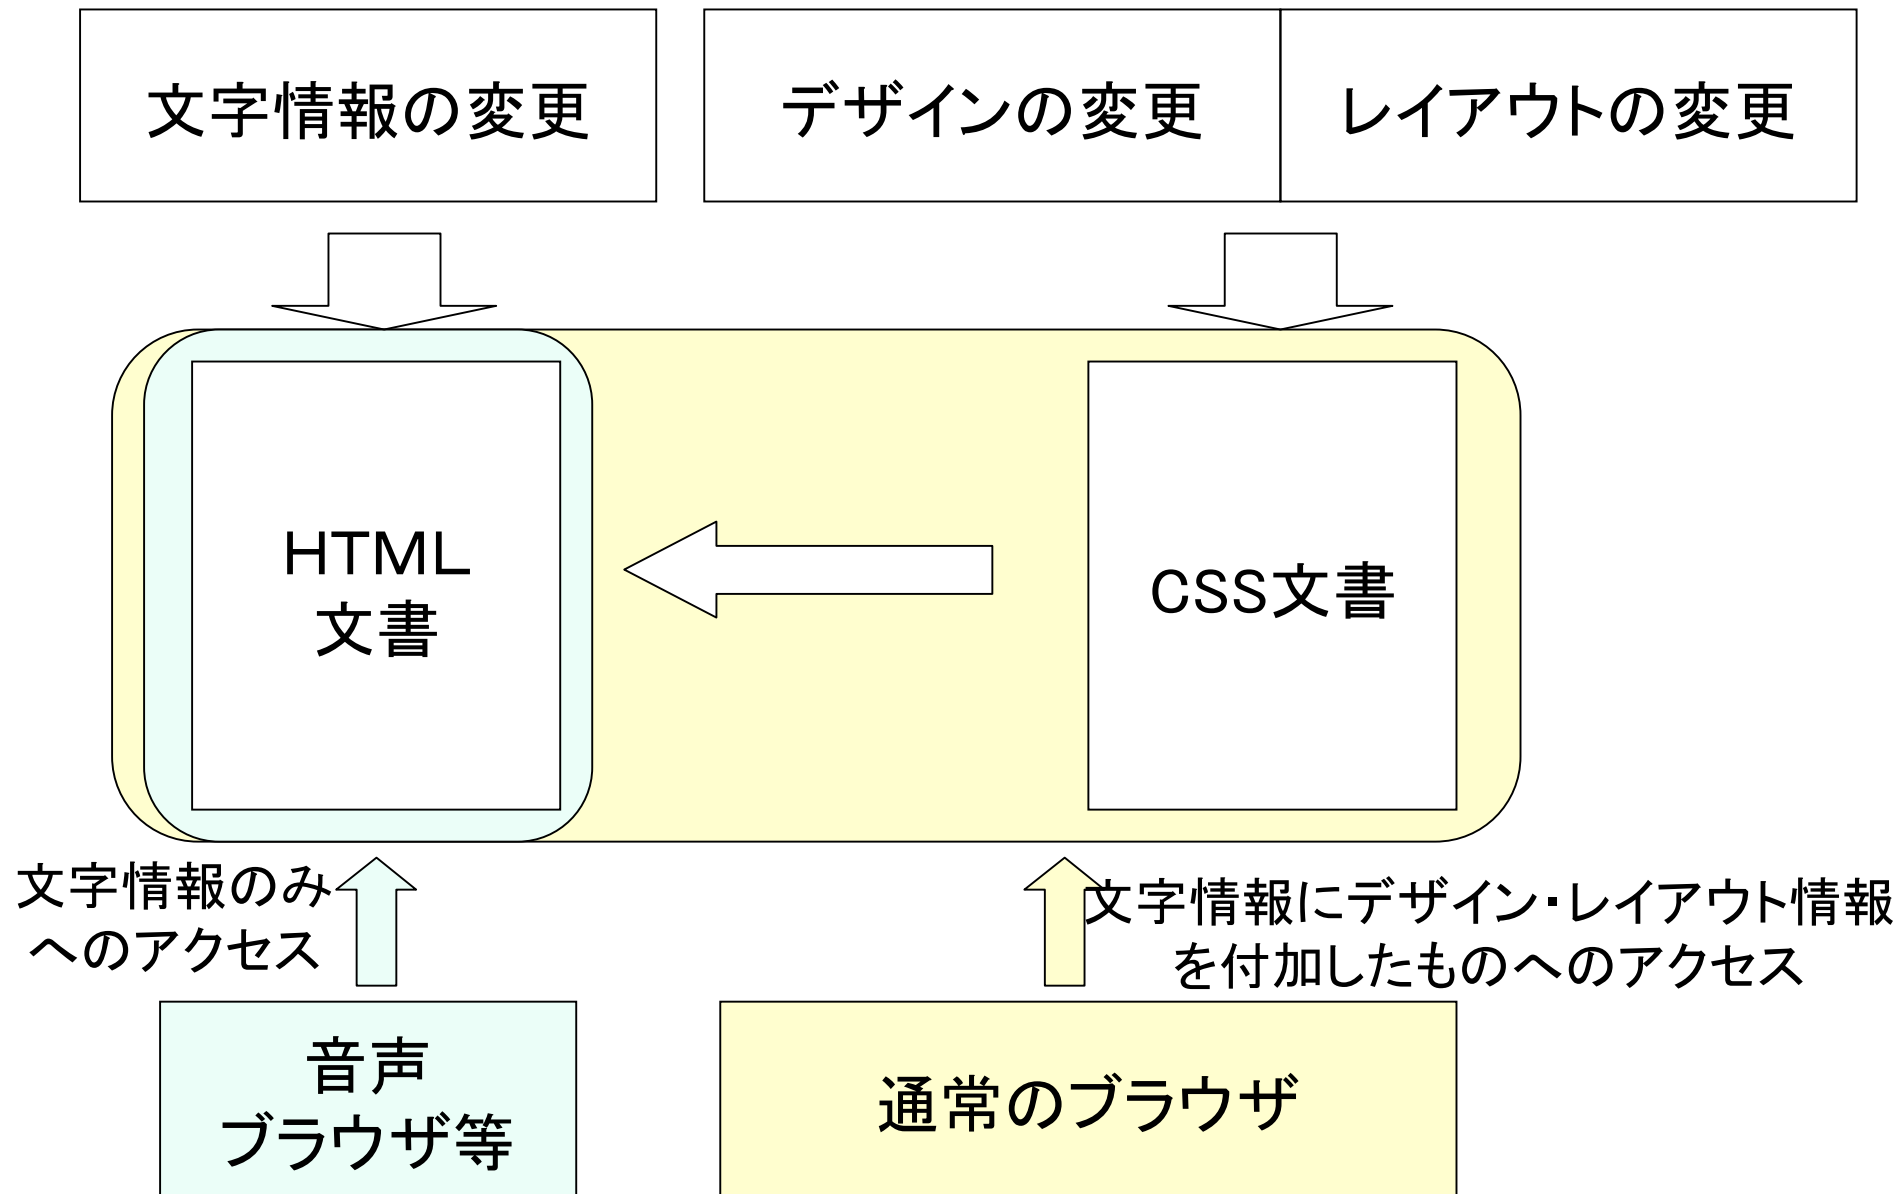 文字情報の変更
デザインの変更
レイアウトの変更
HTML
文書
CSS文書
文字情報のみ
へのアクセス
文字情報にデザイン・レイアウト情報
を付加したものへのアクセス
音声
ブラウザ等
通常のブラウザ